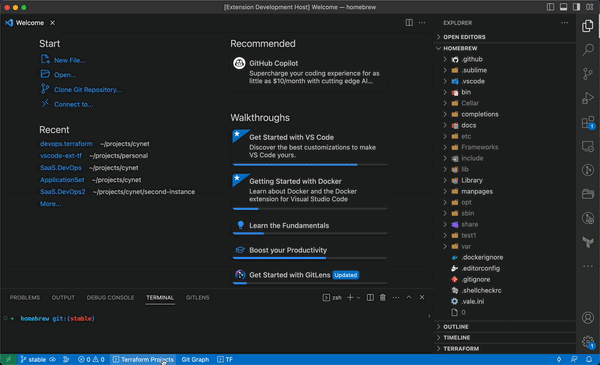 [Extension Development Host] Welcome — homebrew
Welcome
Start
New File...
Open...
Clone Git Repository...
Connect to...
Recent
devops.terraform ~/projects/cynet
vscode-ext-tf ~/projects/personal
SaaS.DevOps ~/projects/cynet
ApplicationSet ~/projects/cynet
SaaS.DevOps2 ~/projects/cynet/second-instance
More...
Recommended
GitHub Copilot
Supercharge your coding experience for as
little as $10/month with cutting edge AI...
Walkthroughs
Get Started with VS Code
Discover the best customizations to make
VS Code yours.
Getting Started with Docker
Learn about Docker and the Docker
extension for Visual Studio Code
Learn the Fundamentals
Boost your Productivity
Get Started with GitLens Updated
EXPLORER
OPEN EDITORS
HOMEBREW
.github
.sublime
.vscode
bin
Cellar
completions
docs
etc
Frameworks
include
lib
Library
manpages
opt
sbin
share
test1
var
.dockerignore
.editorconfig
.gitignore
.shellcheckrc
.vale.ini
0
OUTLINE
TIMELINE
TERRAFORM
PROBLEMS OUTPUT DEBUG CONSOLE TERMINAL GITLENS
zsh
homebrew git:(stable)
stable 0 0 Terraform Projects Git Graph TF
1
1